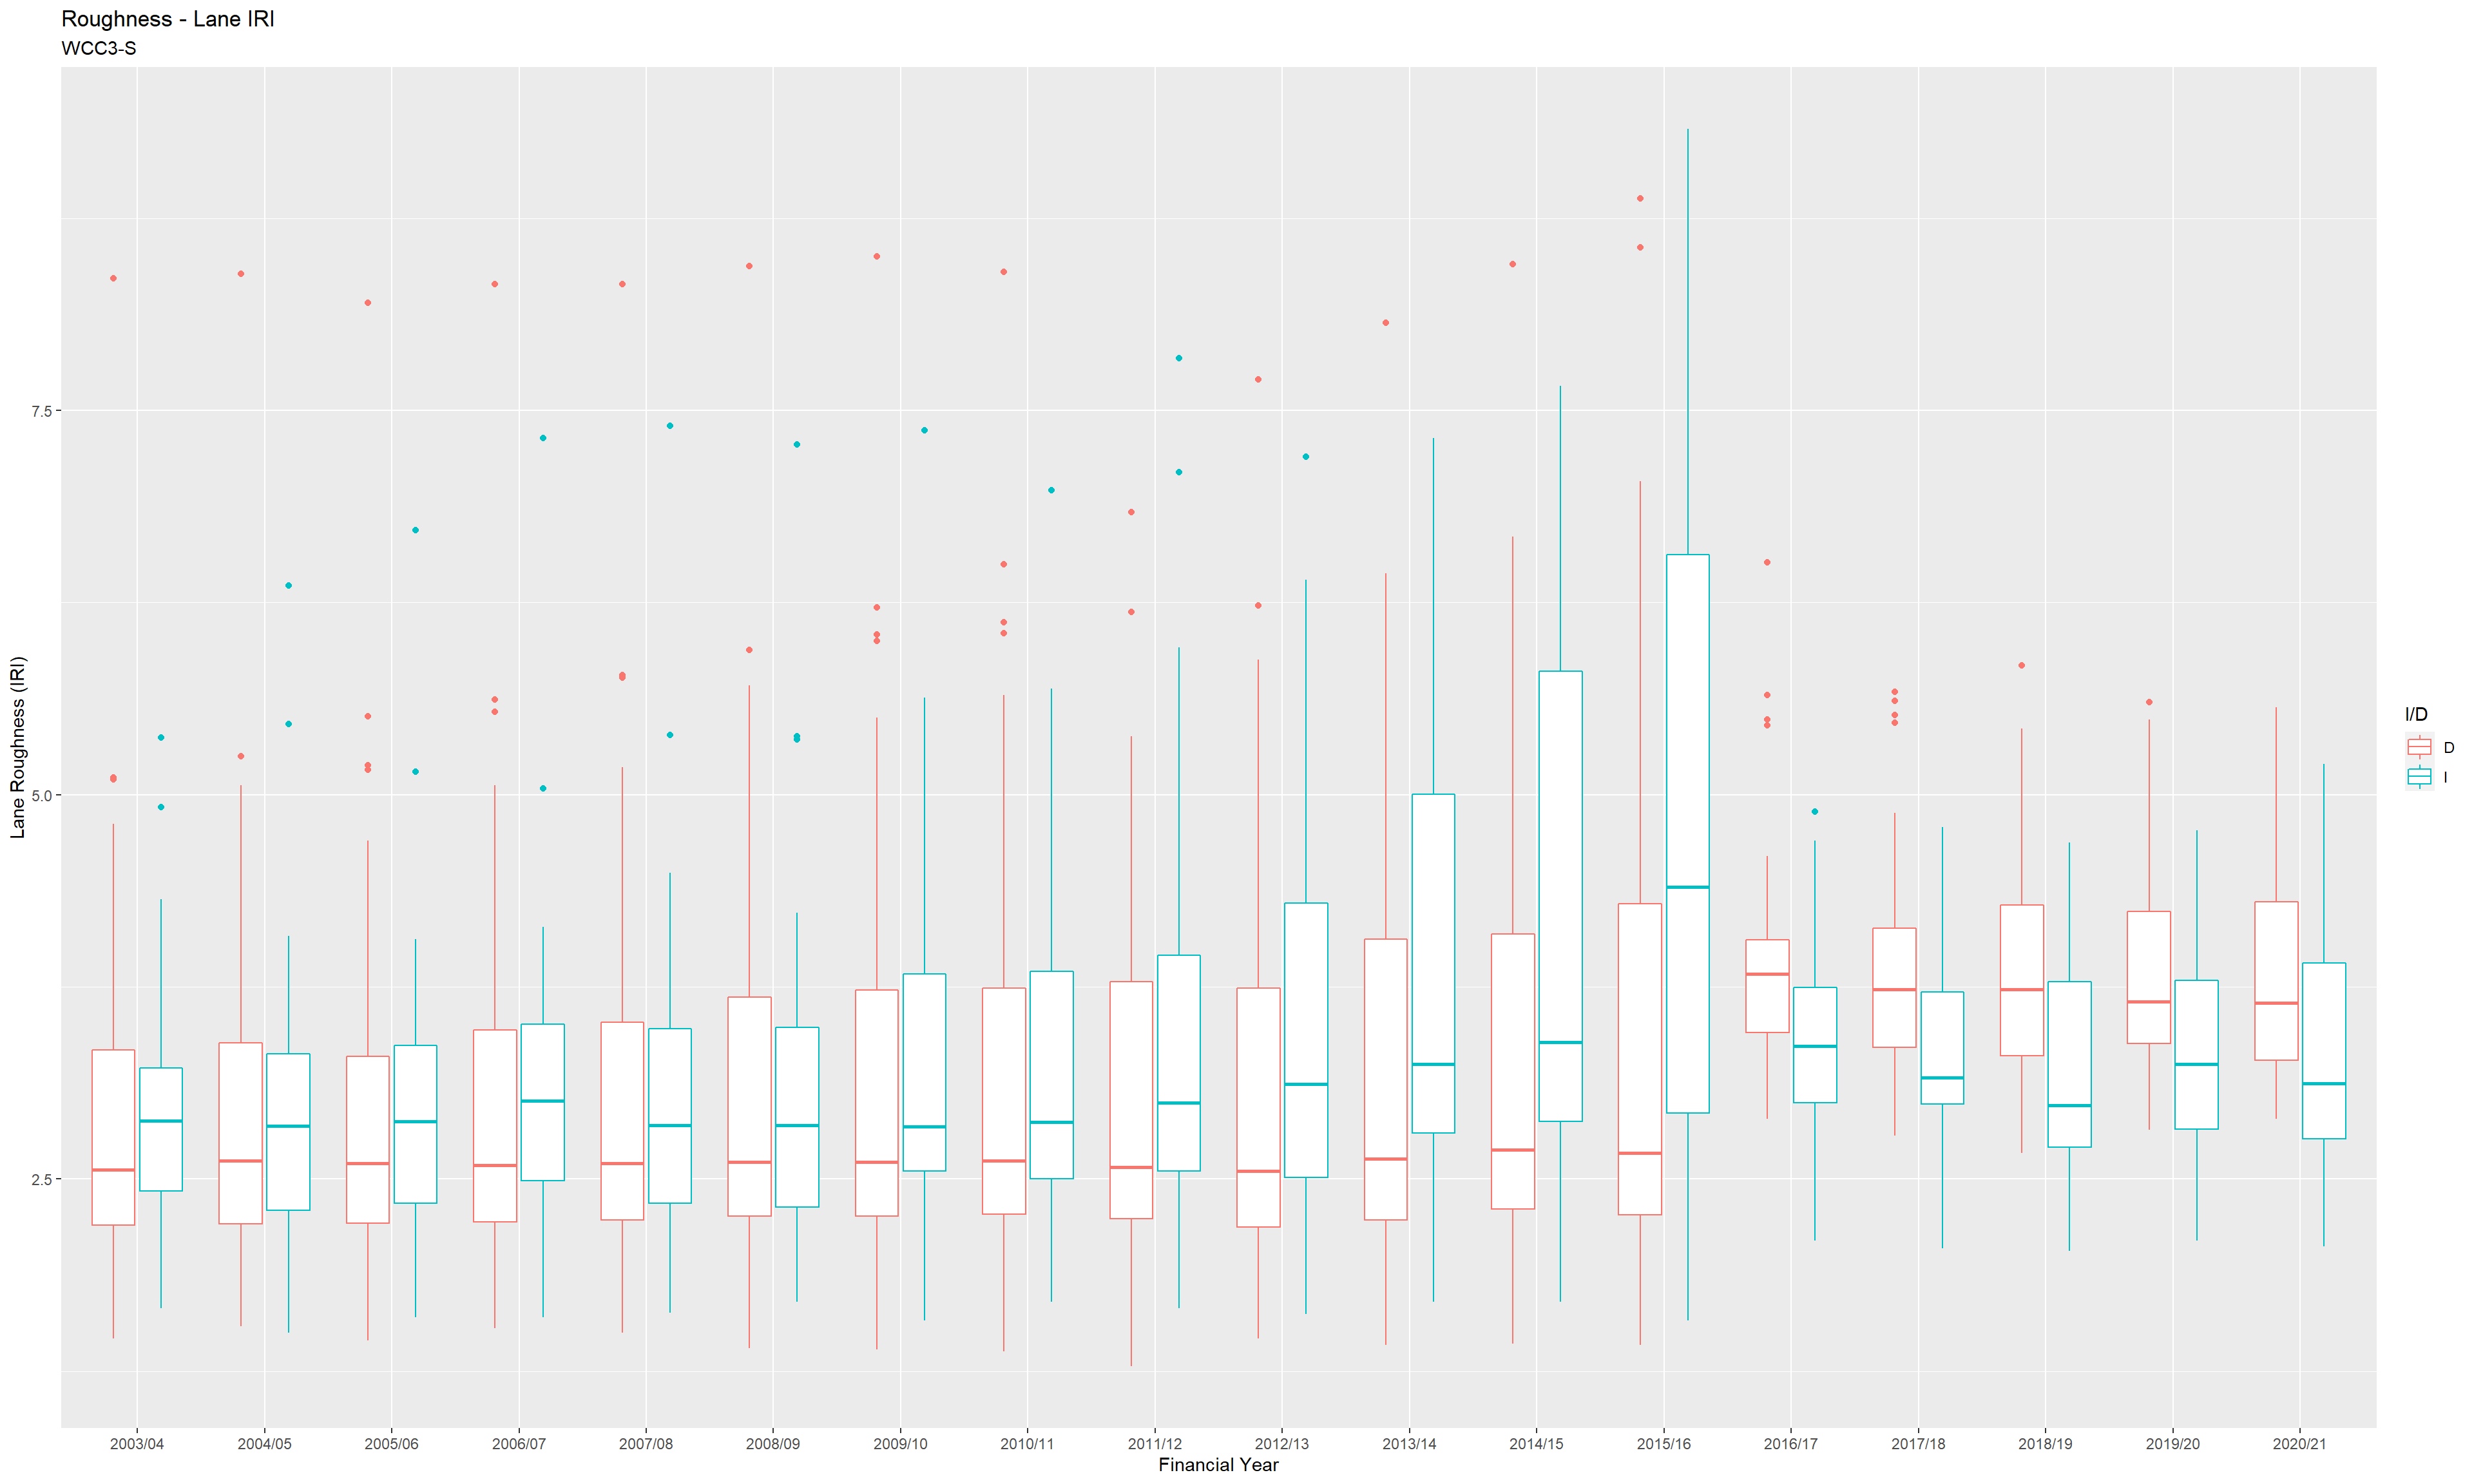 Roughness - Lane IRI
WCC3-S
Lane Roughness (IRI)
7.5
5.0
2.5
2003/04 2004/05 2005/06 2006/07 2007/08 2008/09 2009/10 2010/11 2011/12 2012/13 2013/14 2014/15 2015/16 2016/17 2017/18 2018/19 2019/20 2020/21
Financial Year
I/D
D
I